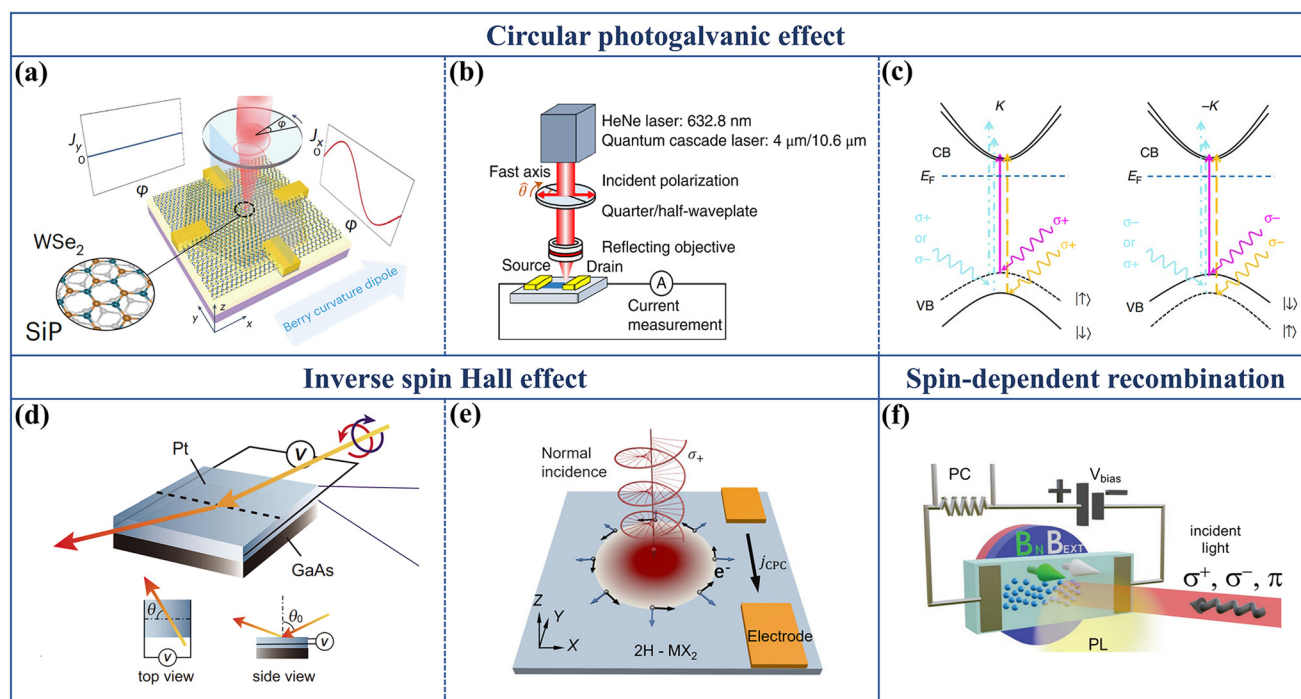 Circular photogalvanic effect
(a)
J_y
0
φ
φ
J_x
0
φ
WSe₂
SiP
z
y
x
Berry curvature dipole
(b)
HeNe laser: 632.8 nm
Quantum cascade laser: 4 μm/10.6 μm
Fast axis
θ̂
Incident polarization
Quarter/half-waveplate
Reflecting objective
Source
Drain
A
Current
measurement
(c)
K
CB
E_F
σ+
or
σ−
σ+
σ+
VB
|↑⟩
|↓⟩
−K
CB
E_F
σ−
or
σ+
σ−
σ−
VB
|↓⟩
|↑⟩
Inverse spin Hall effect
Spin-dependent recombination
(d)
Pt
V
GaAs
θ
V
top view
θ₀
V
side view
(e)
Normal
incidence
σ₊
e⁻
j_CPC
Z
Y
X
2H - MX₂
Electrode
(f)
PC
V_bias
+
−
B_N B_EXT
incident
light
σ⁺, σ⁻, π
PL